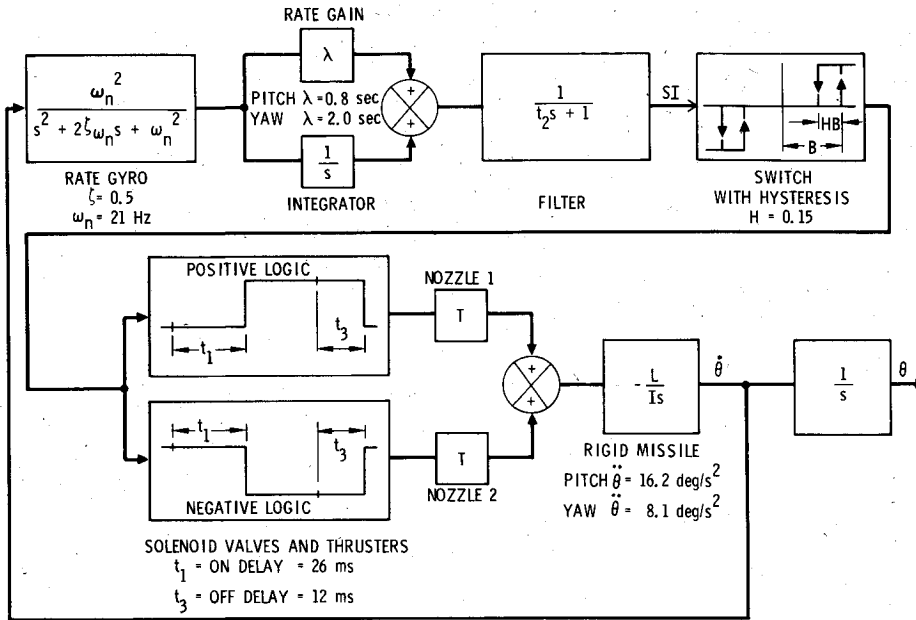 RATE GAIN
λ
ω_n^2
s^2 + 2ζω_n s + ω_n^2
PITCH λ = 0.8 sec
YAW λ = 2.0 sec
+
+
1
t_2 s + 1
SI
HB
B
1
s
RATE GYRO
ζ = 0.5
ω_n = 21 Hz
INTEGRATOR
FILTER
SWITCH
WITH HYSTERESIS
H = 0.15
POSITIVE LOGIC
t_1
t_3
NOZZLE 1
T
+
+
- L
Is
θ̇
1
s
θ
t_1
t_3
NEGATIVE LOGIC
T
NOZZLE 2
RIGID MISSILE
PITCH θ̈ = 16.2 deg/s^2
YAW θ̈ = 8.1 deg/s^2
SOLENOID VALVES AND THRUSTERS
t_1 = ON DELAY = 26 ms
t_3 = OFF DELAY = 12 ms